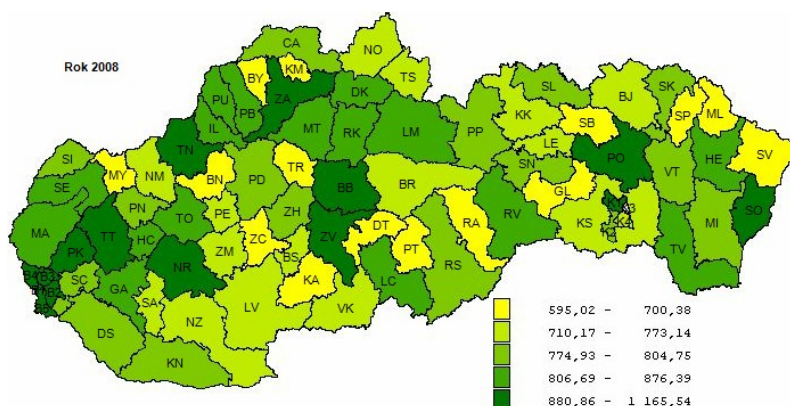 Rok 2008
CA
NO
BY
KM
TS
ZA
PU
PB
DK
SL
SK
BJ
KK
IL
MT
RK
LM
PP
SB
SP
ML
TN
LE
PO
SI
MY
NM
BN
TR
SN
HE
SV
PD
BB
BR
VT
SE
GL
PN
PE
TO
ZH
RA
RV
KS
MI
SO
MA
TT
HC
ZM
ZC
ZV
DT
PT
PK
NR
BS
TV
SC
GA
SA
KA
LC
RS
LV
VK
DS
NZ
KN
595,02 - 700,38
710,17 - 773,14
774,93 - 804,75
806,69 - 876,39
880,86 - 1 165,54